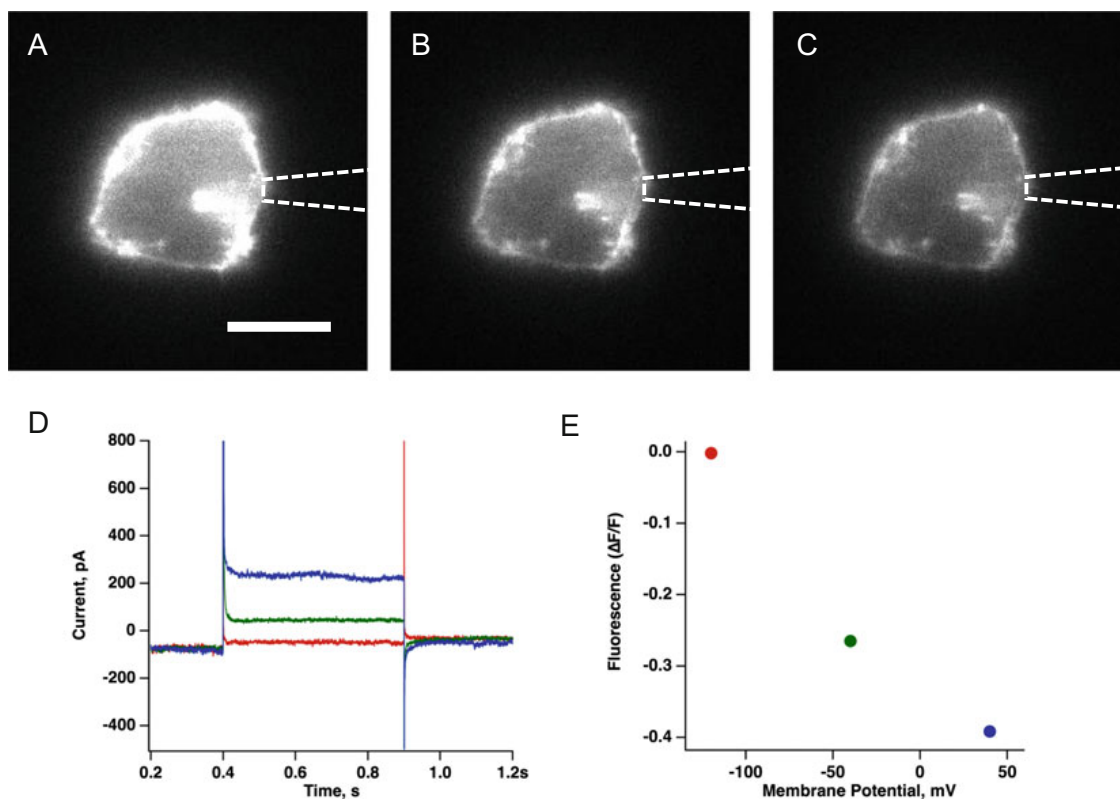 A
B
C
D
800
600
400
200
0
-200
-400
Current, pA
0.2
0.4
0.6
0.8
1.0
1.2s
Time, s
E
0.0
-0.1
-0.2
-0.3
-0.4
Fluorescence (ΔF/F)
-100
-50
0
50
Membrane Potential, mV